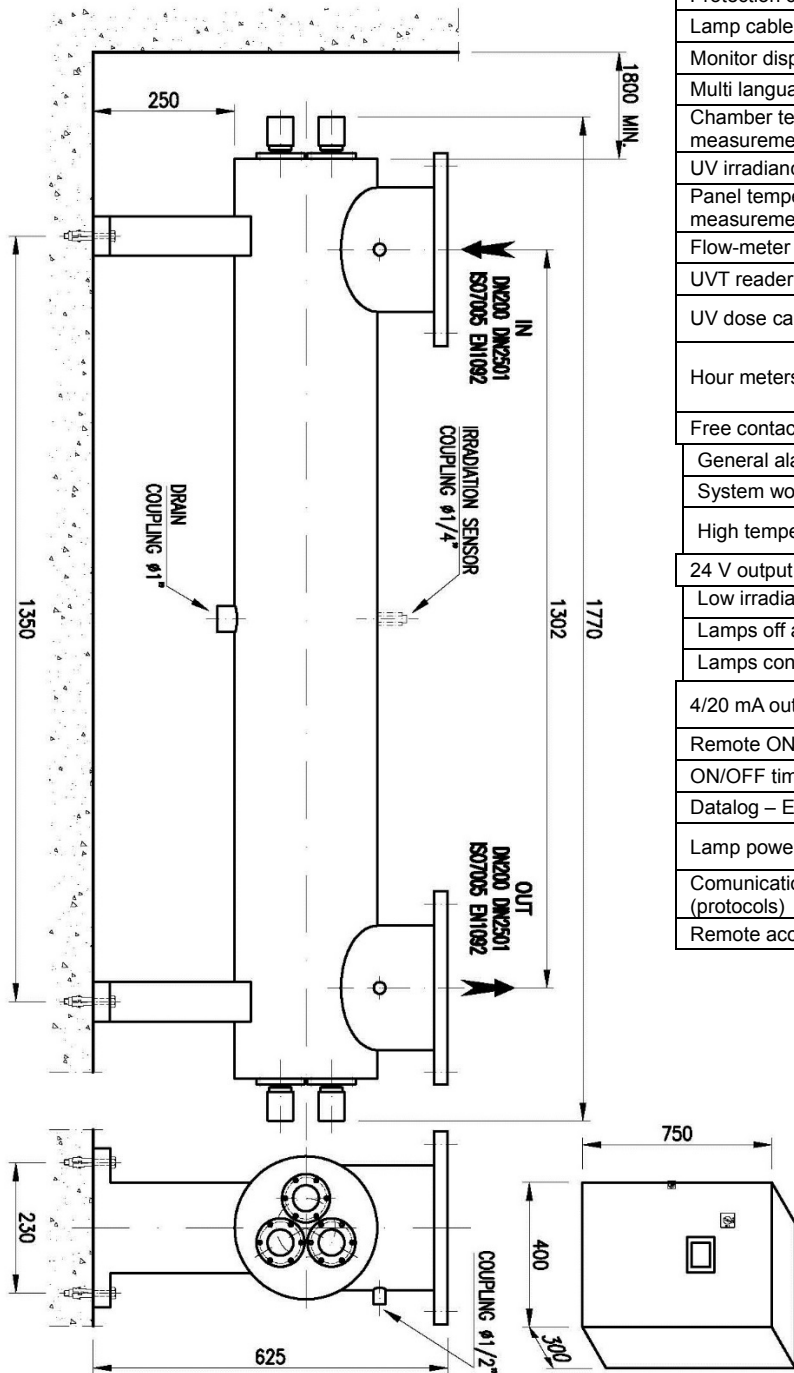 1800 MIN.
250
1770
IN
DN200 DIN2501
ISO7005 EN1092
1302
IRRADIATION SENSOR
COUPLING ø1/4"
DRAIN
COUPLING ø1"
1350
OUT
DN200 DIN2501
ISO7005 EN1092
230
625
COUPLING ø1/2"
750
400
300
Protection
Lamp cable
Monitor disp
Multi langua
Chamber te
measureme
UV irradianc
Panel tempe
measureme
Flow-meter
UVT reader
UV dose ca
Hour meters
Free contac
General ala
System wo
High tempe
24 V output
Low irradia
Lamps off a
Lamps con
4/20 mA out
Remote ON
ON/OFF tim
Datalog – E
Lamp powe
Comunicatio
(protocols)
Remote acc